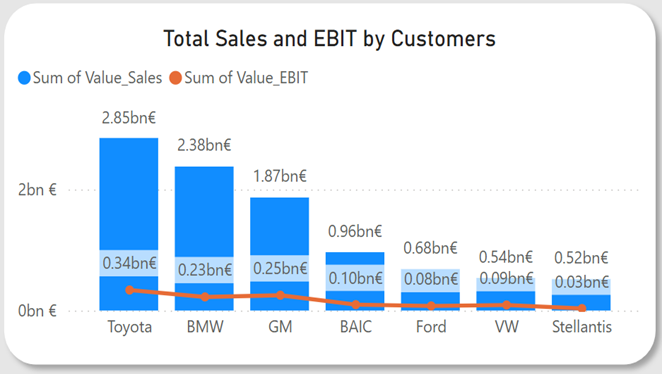 Total Sales and EBIT by Customers
Sum of Value_Sales Sum of Value_EBIT
2.85bn€
2.38bn€
1.87bn€
0.96bn€
0.68bn€
0.54bn€
0.52bn€
2bn €
0.34bn€
0.23bn€
0.25bn€
0.10bn€
0.08bn€
0.09bn€
0.03bn€
0bn €
Toyota BMW GM BAIC Ford VW Stellantis